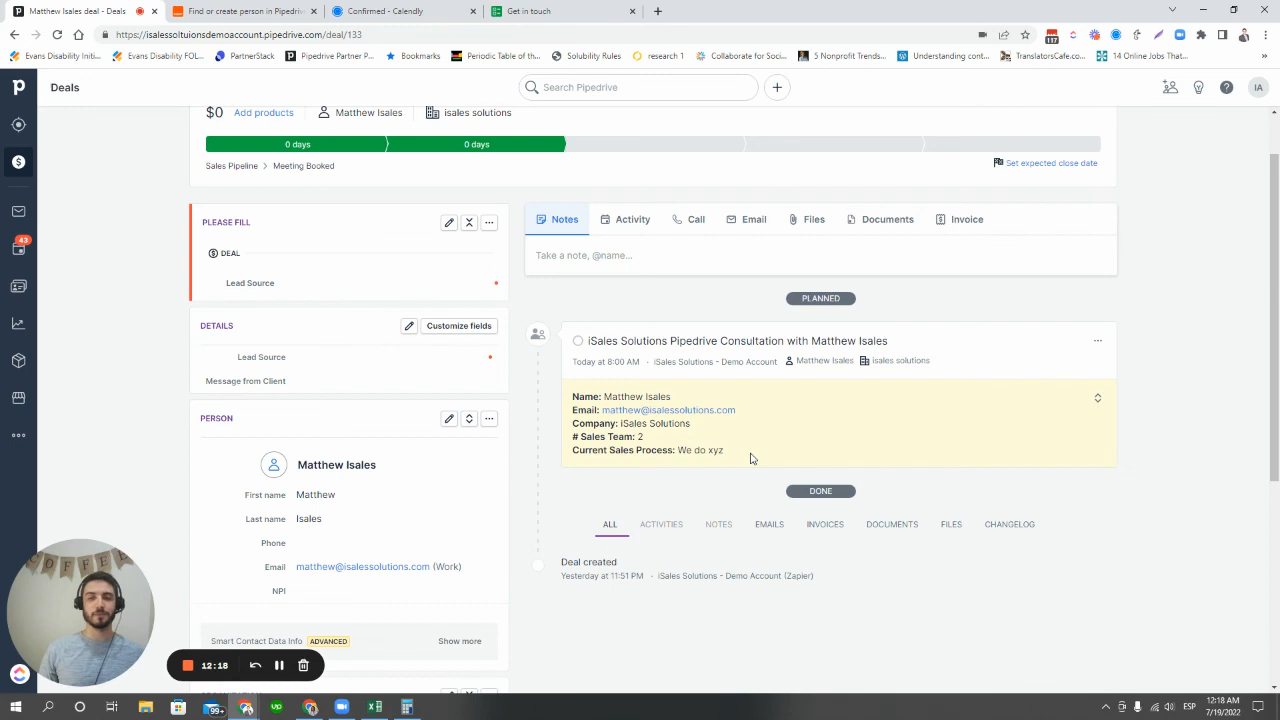 Matthew Isales deal - Deals
Find or create person in Pipedrive
Confirmed - Calendly
Get in touch
https://isalessoltuionsdemoaccount.pipedrive.com/deal/133
117
Evans Disability Initi...
Evans Disability FOL...
PartnerStack
Pipedrive Partner P...
Bookmarks
Periodic Table of the...
Solubility Rules
research 1
Collaborate for Social...
5 Nonprofit Trends...
Understanding cont...
TranslatorsCafe.com...
14 Online Jobs That...
Deals
Search Pipedrive
IA
$0 Add products Matthew Isales isales solutions
0 days 0 days
Sales Pipeline > Meeting Booked
Set expected close date
43
PLEASE FILL
DEAL
Lead Source
DETAILS
Customize fields
Lead Source
Message from Client
PERSON
Matthew Isales
First name Matthew
Last name Isales
Phone
Email matthew@isalessolutions.com (Work)
NPI
Smart Contact Data Info ADVANCED Show more
Notes Activity Call Email Files Documents Invoice
Take a note, @name...
PLANNED
iSales Solutions Pipedrive Consultation with Matthew Isales
Today at 8:00 AM · iSales Solutions - Demo Account Matthew Isales isales solutions
Name: Matthew Isales
Email: matthew@isalessolutions.com
Company: iSales Solutions
# Sales Team: 2
Current Sales Process: We do xyz
DONE
ALL ACTIVITIES NOTES EMAILS INVOICES DOCUMENTS FILES CHANGELOG
Deal created
Yesterday at 11:51 PM · iSales Solutions - Demo Account (Zapier)
COFFEE
12:18
99+
ESP
12:18 AM
7/19/2022